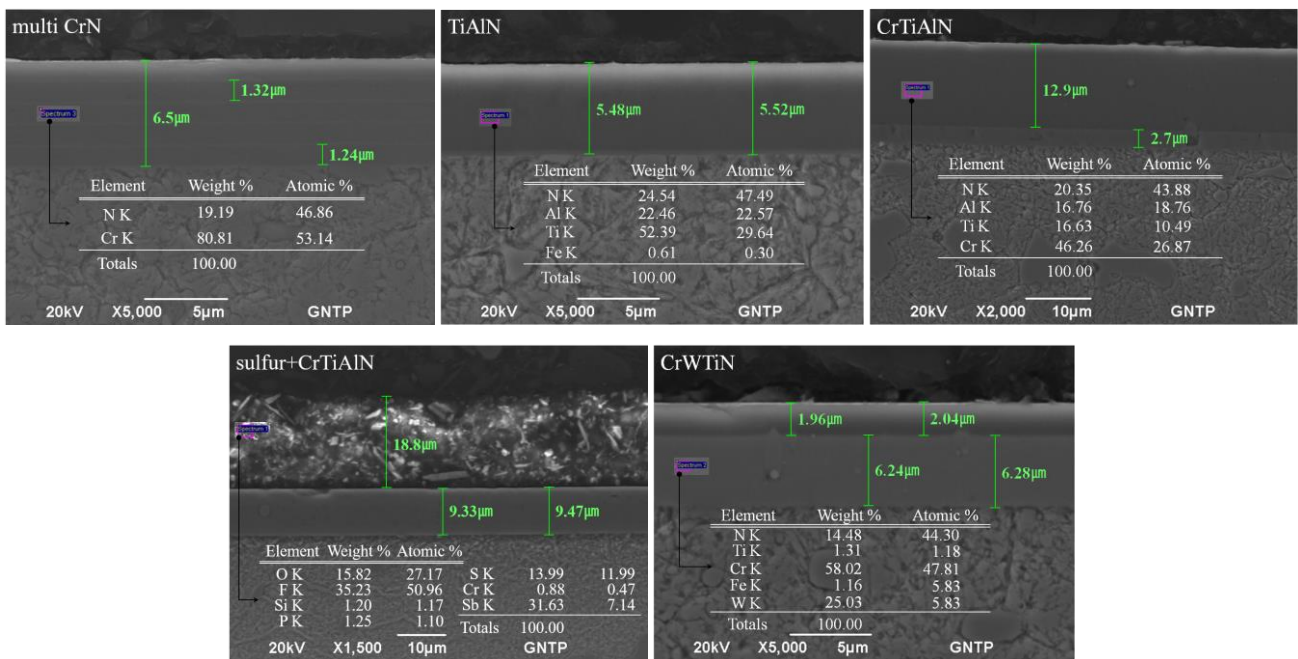 multi CrN
1.32μm
6.5μm
Spectrum 3
1.24μm
Element Weight % Atomic %
N K 19.19 46.86
Cr K 80.81 53.14
Totals 100.00
20kV X5,000 5μm GNTP
TiAlN
5.48μm 5.52μm
Spectrum 1
Element Weight % Atomic %
N K 24.54 47.49
Al K 22.46 22.57
Ti K 52.39 29.64
Fe K 0.61 0.30
Totals 100.00
20kV X5,000 5μm GNTP
CrTiAlN
12.9μm
2.7μm
Element Weight % Atomic %
N K 20.35 43.88
Al K 16.76 18.76
Ti K 16.63 10.49
Cr K 46.26 26.87
Totals 100.00
20kV X2,000 10μm GNTP
sulfur+CrTiAlN
Spectrum 1
18.8μm
9.33μm 9.47μm
Element Weight % Atomic %
O K 15.82 27.17 S K 13.99 11.99
F K 35.23 50.96 Cr K 0.88 0.47
Si K 1.20 1.17 Sb K 31.63 7.14
P K 1.25 1.10 Totals 100.00
20kV X1,500 10μm GNTP
CrWTiN
1.96μm 2.04μm
6.24μm 6.28μm
Spectrum 2
Element Weight % Atomic %
N K 14.48 44.30
Ti K 1.31 1.18
Cr K 58.02 47.81
Fe K 1.16 5.83
W K 25.03 5.83
Totals 100.00
20kV X5,000 5μm GNTP